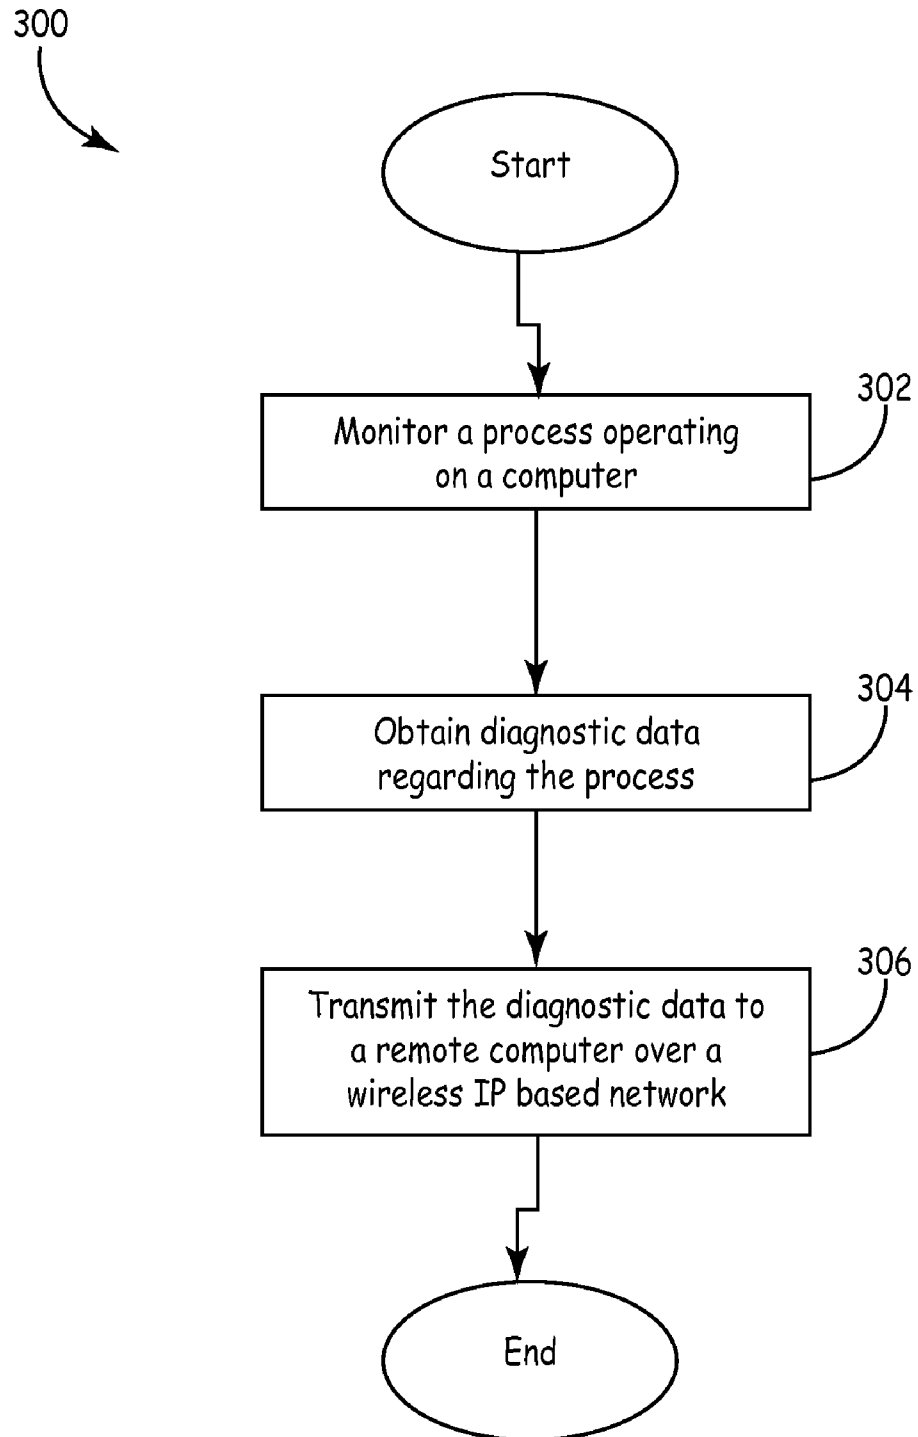 300
Start
302
Monitor a process operating
on a computer
304
Obtain diagnostic data
regarding the process
306
Transmit the diagnostic data to
a remote computer over a
wireless IP based network
End